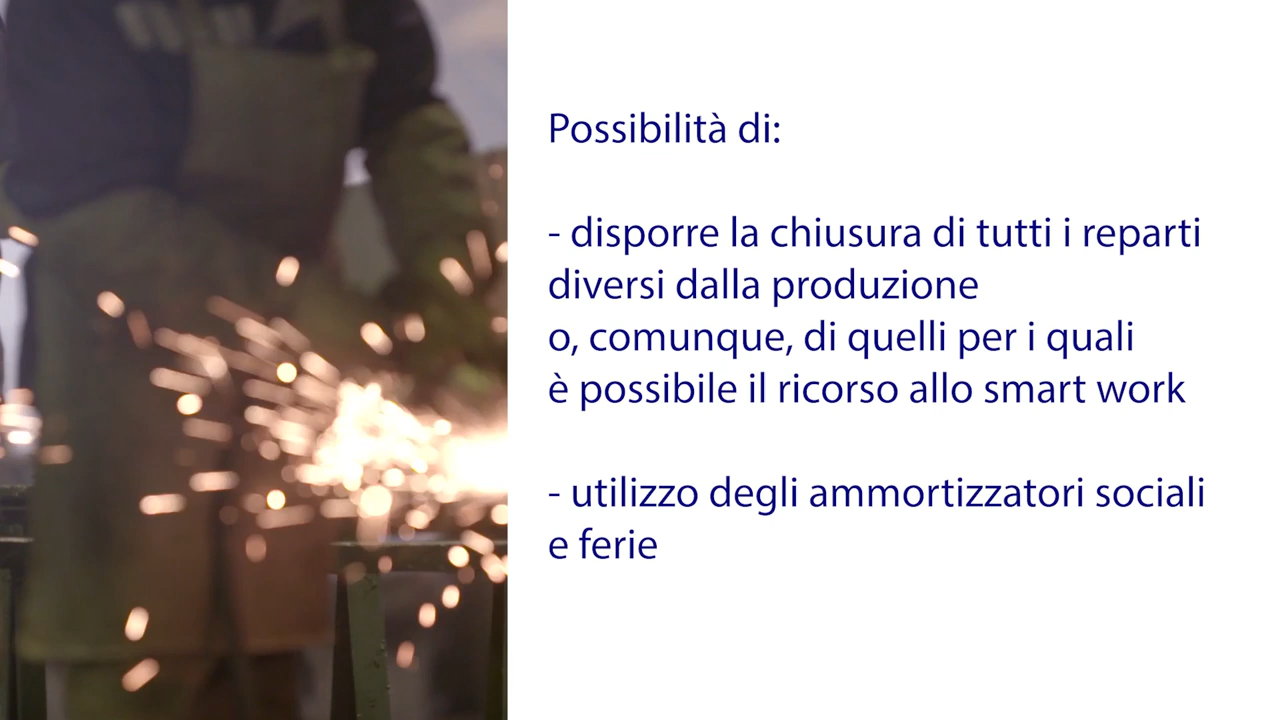 Possibilità di:
- disporre la chiusura di tutti i reparti
diversi dalla produzione
o, comunque, di quelli per i quali
è possibile il ricorso allo smart work
- utilizzo degli ammortizzatori sociali
e ferie